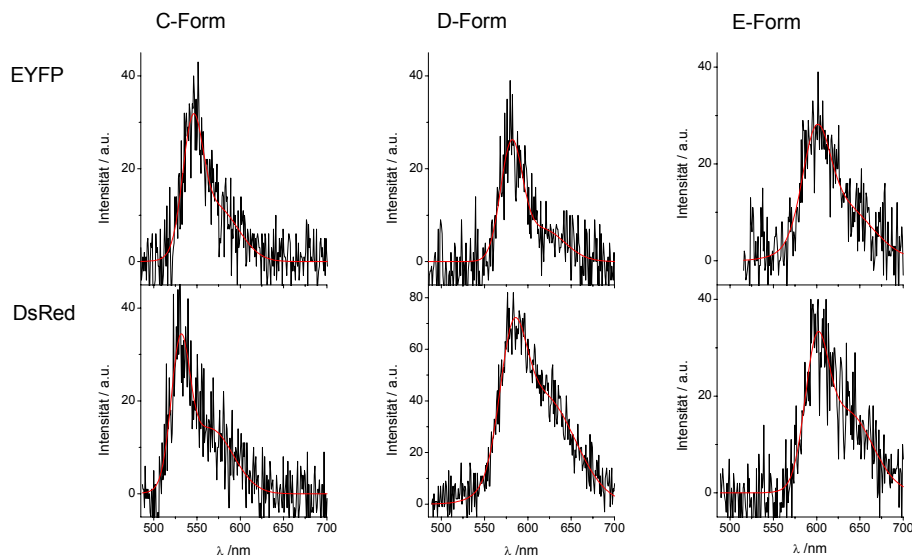 C-Form D-Form E-Form
EYFP
Intensität / a.u. Intensität / a.u. Intensität / a.u.
40 40 40
20 20 20
0 0 0
DsRed
Intensität / a.u. Intensität / a.u. Intensität / a.u.
40 80 40
60
20 40 20
20
0 0 0
500 550 600 650 700 500 550 600 650 700 500 550 600 650 700
λ /nm λ /nm λ /nm